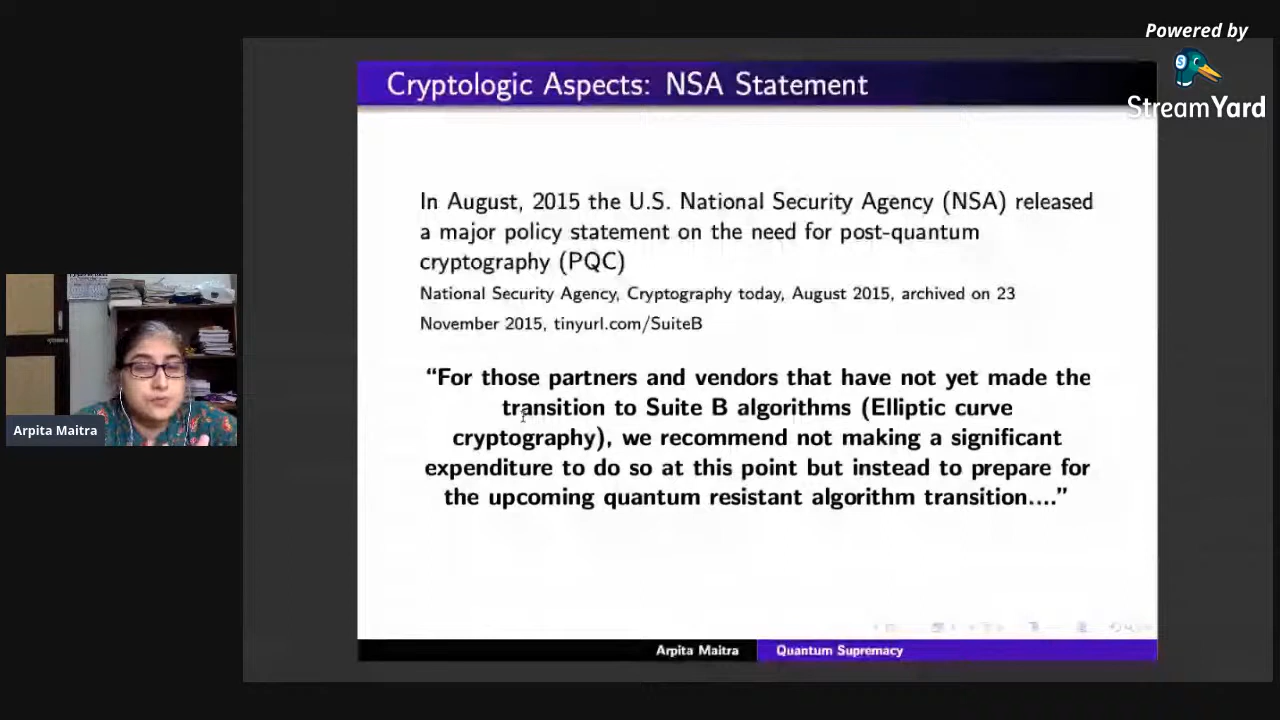 Powered by
StreamYard
Cryptologic Aspects: NSA Statement
In August, 2015 the U.S. National Security Agency (NSA) released
a major policy statement on the need for post-quantum
cryptography (PQC)
National Security Agency, Cryptography today, August 2015, archived on 23
November 2015, tinyurl.com/SuiteB
“For those partners and vendors that have not yet made the
transition to Suite B algorithms (Elliptic curve
cryptography), we recommend not making a significant
expenditure to do so at this point but instead to prepare for
the upcoming quantum resistant algorithm transition....”
Arpita Maitra
Arpita Maitra
Quantum Supremacy